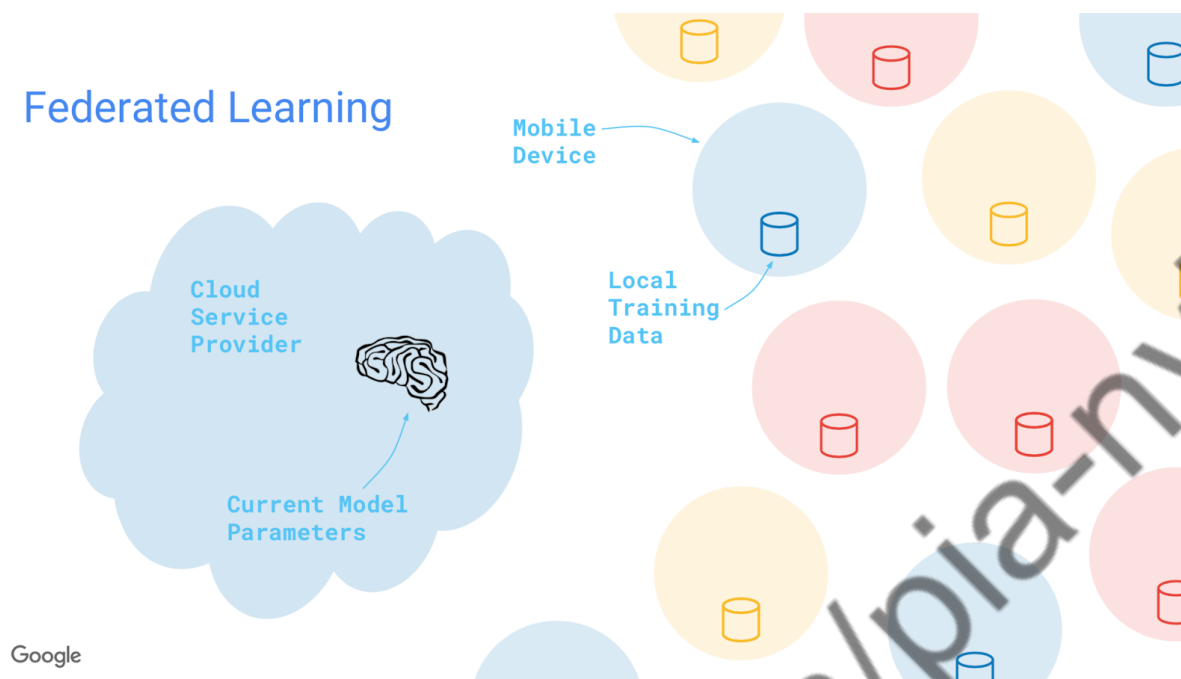 Federated Learning
Mobile
Device
Cloud
Service
Provider
Local
Training
Data
Current Model
Parameters
Google